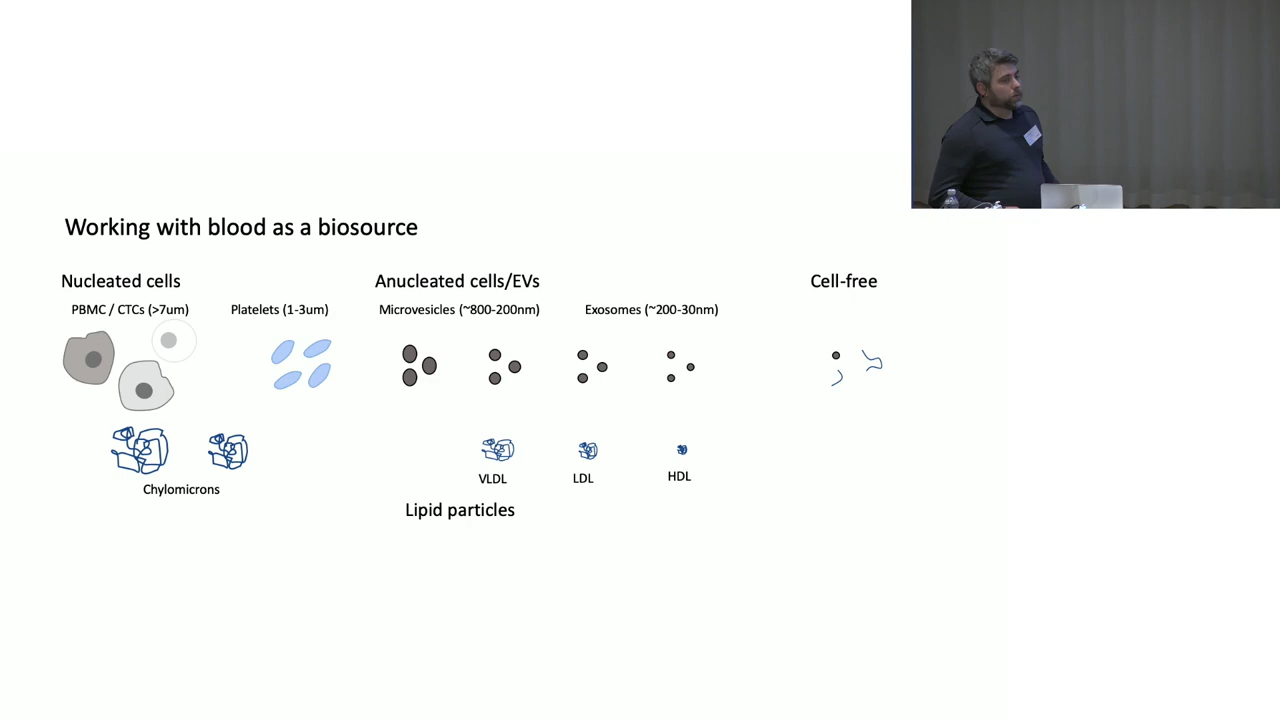 Working with blood as a biosource
Nucleated cells
Anucleated cells/EVs
Cell-free
PBMC / CTCs (>7um)
Platelets (1-3um)
Microvesicles (~800-200nm)
Exosomes (~200-30nm)
VLDL
LDL
HDL
Chylomicrons
Lipid particles